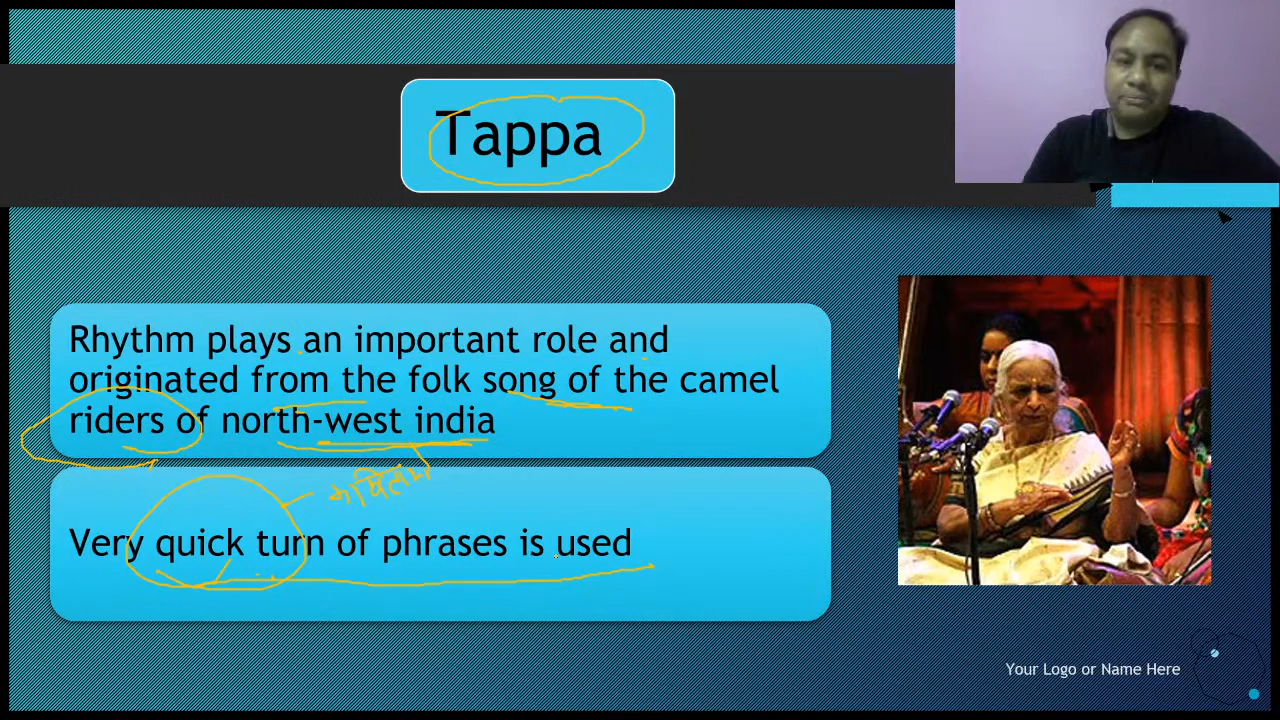 Tappa
Rhythm plays an important role and
originated from the folk song of the camel
riders of north-west india
Very quick turn of phrases is used
Your Logo or Name Here